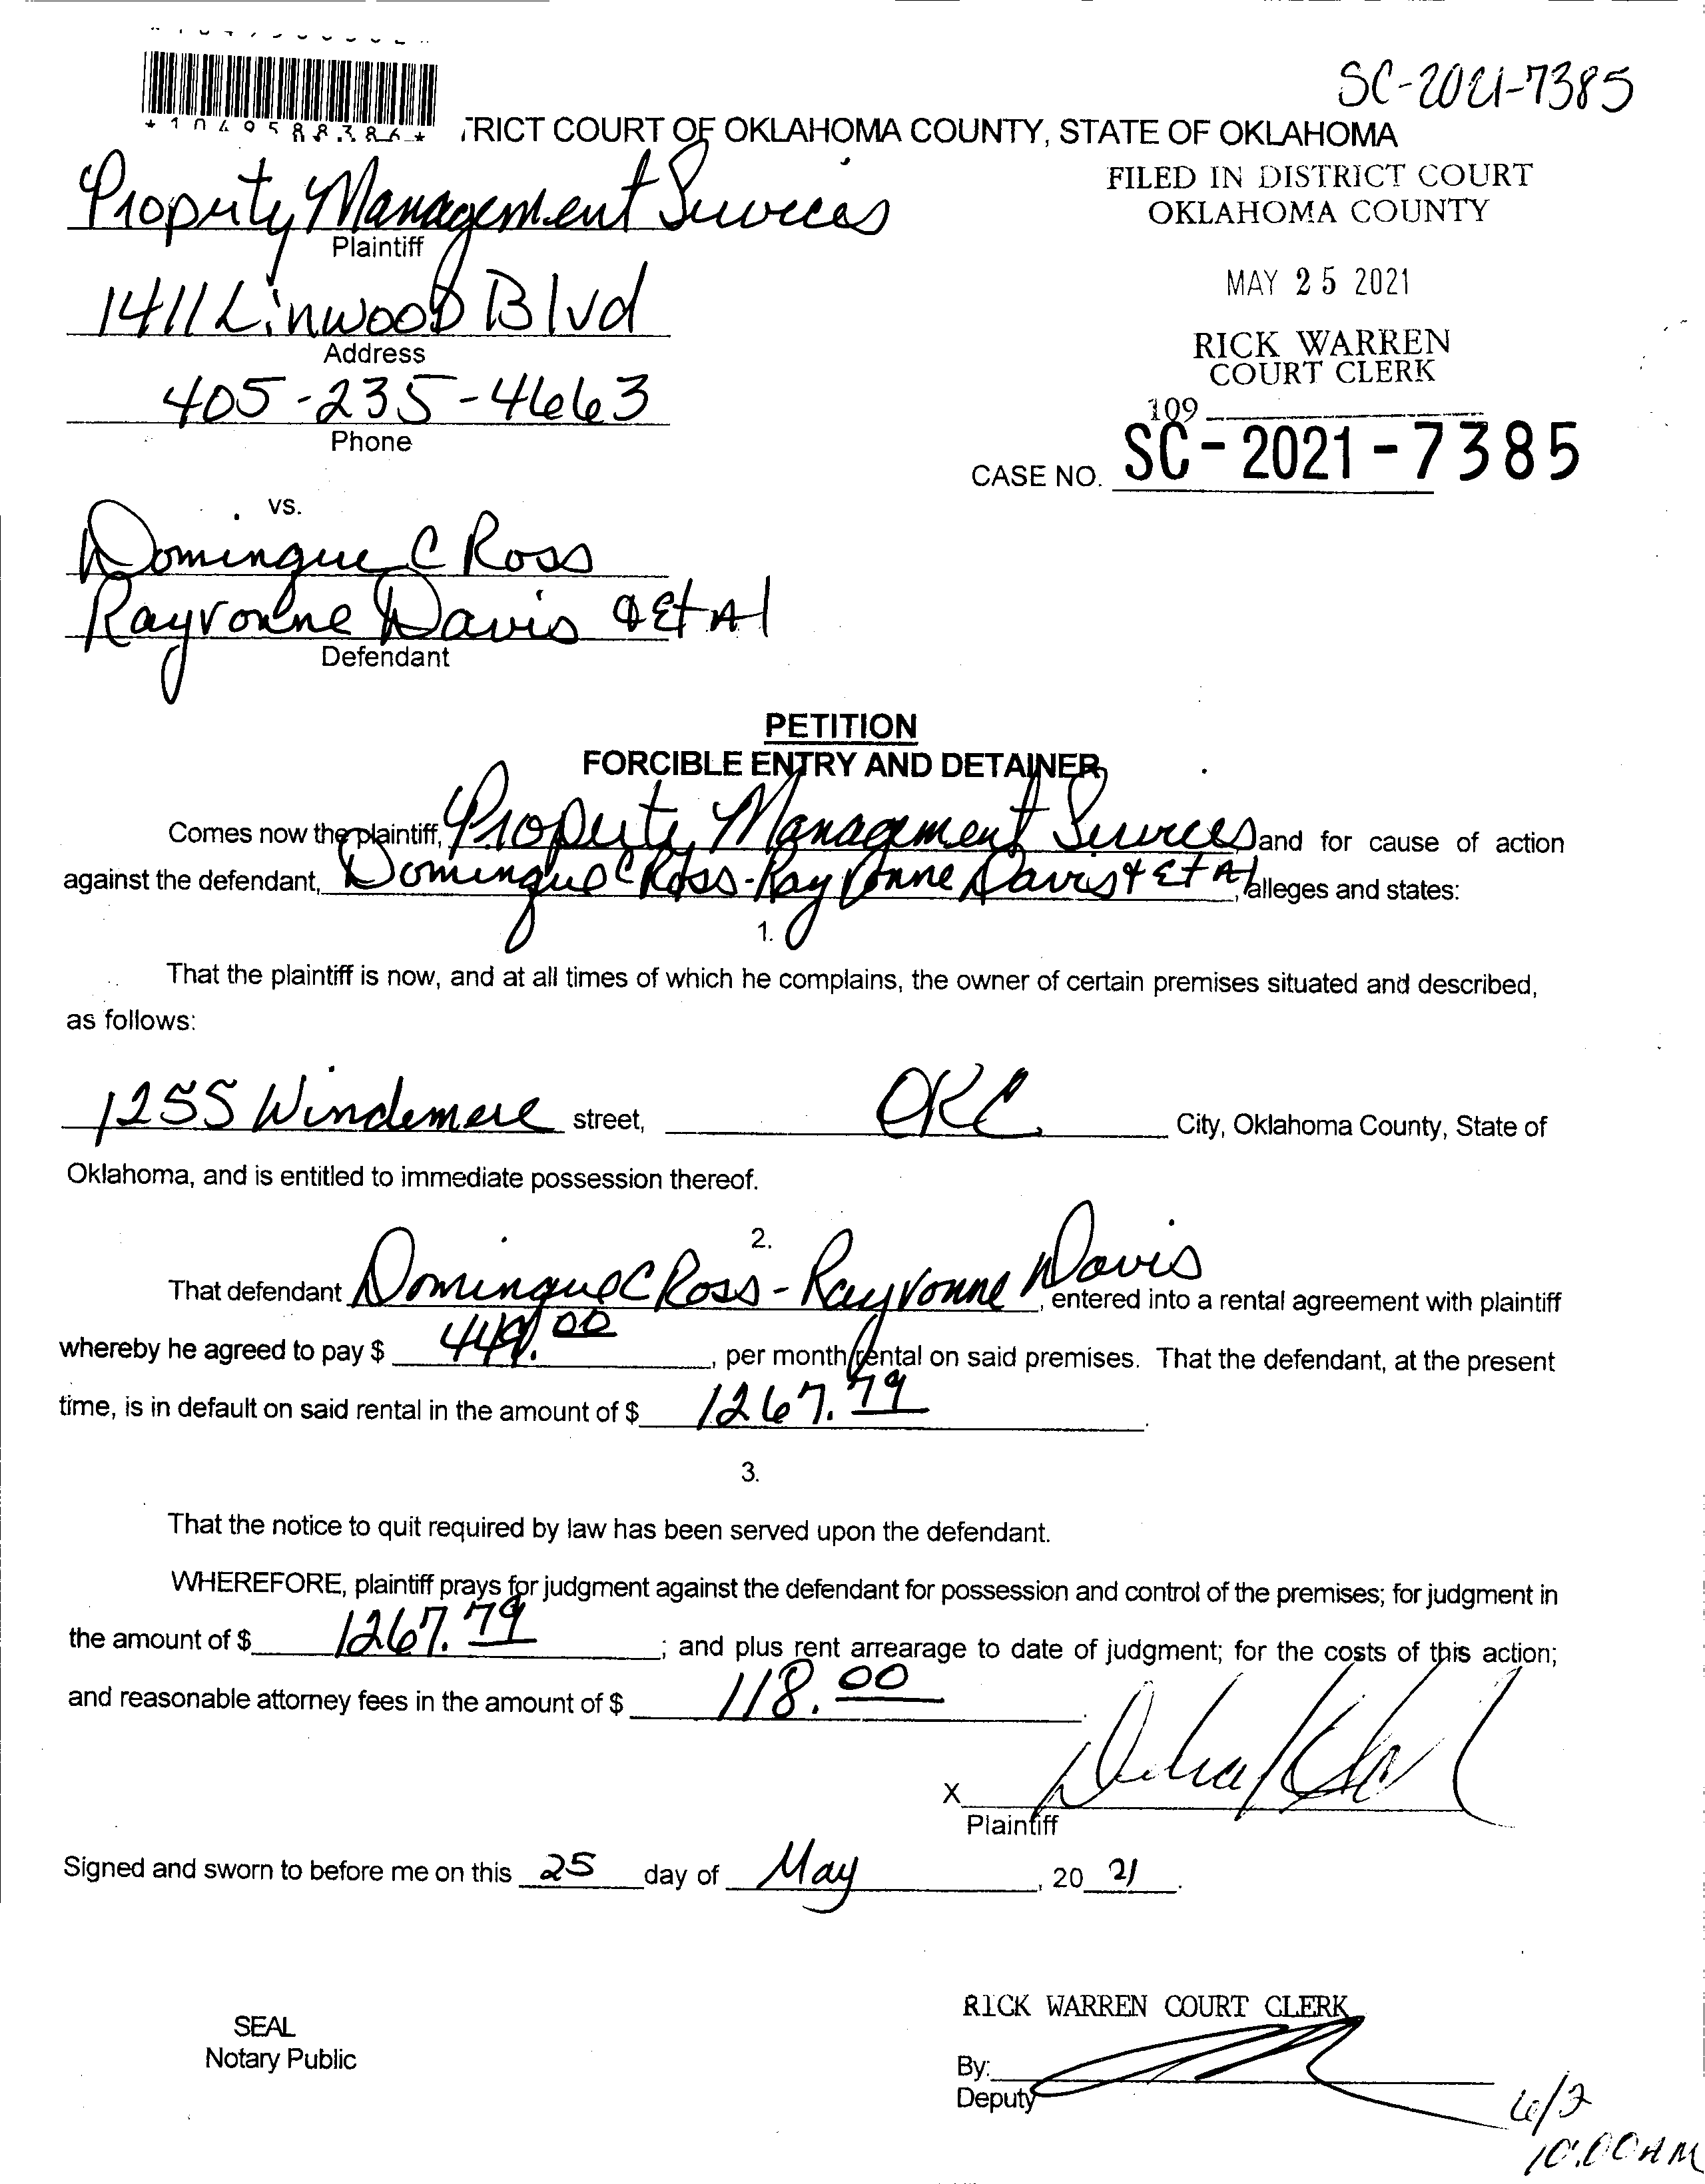 SC-2021-7385
*1049588386*
TRICT COURT OF OKLAHOMA COUNTY, STATE OF OKLAHOMA
Property Management Services
Plaintiff
FILED IN DISTRICT COURT
OKLAHOMA COUNTY
1411 Linwood Blvd
Address
MAY 25 2021
405-235-4663
Phone
RICK WARREN
COURT CLERK
109
CASE NO. SC-2021-7385
vs.
Domingue C Ross
Rayvonne Davis & Et Al
Defendant
PETITION
FORCIBLE ENTRY AND DETAINER
Comes now the plaintiff, Property Management Services and for cause of action
against the defendant, Domingue C Ross-Rayvonne Davis & Et Al, alleges and states:
1.
That the plaintiff is now, and at all times of which he complains, the owner of certain premises situated and described,
as follows:
1255 Windemere street, OKC City, Oklahoma County, State of
Oklahoma, and is entitled to immediate possession thereof.
2.
That defendant Domingue C Ross - Rayvonne Davis, entered into a rental agreement with plaintiff
whereby he agreed to pay $ 449.00, per month rental on said premises. That the defendant, at the present
time, is in default on said rental in the amount of $ 1267.79.
3.
That the notice to quit required by law has been served upon the defendant.
WHEREFORE, plaintiff prays for judgment against the defendant for possession and control of the premises; for judgment in
the amount of $ 1267.79; and plus rent arrearage to date of judgment; for the costs of this action;
and reasonable attorney fees in the amount of $ 118.00.
X
Plaintiff
Signed and sworn to before me on this 25 day of May, 20 21.
SEAL
Notary Public
RICK WARREN COURT CLERK
By:
Deputy
6/2
10:00AM